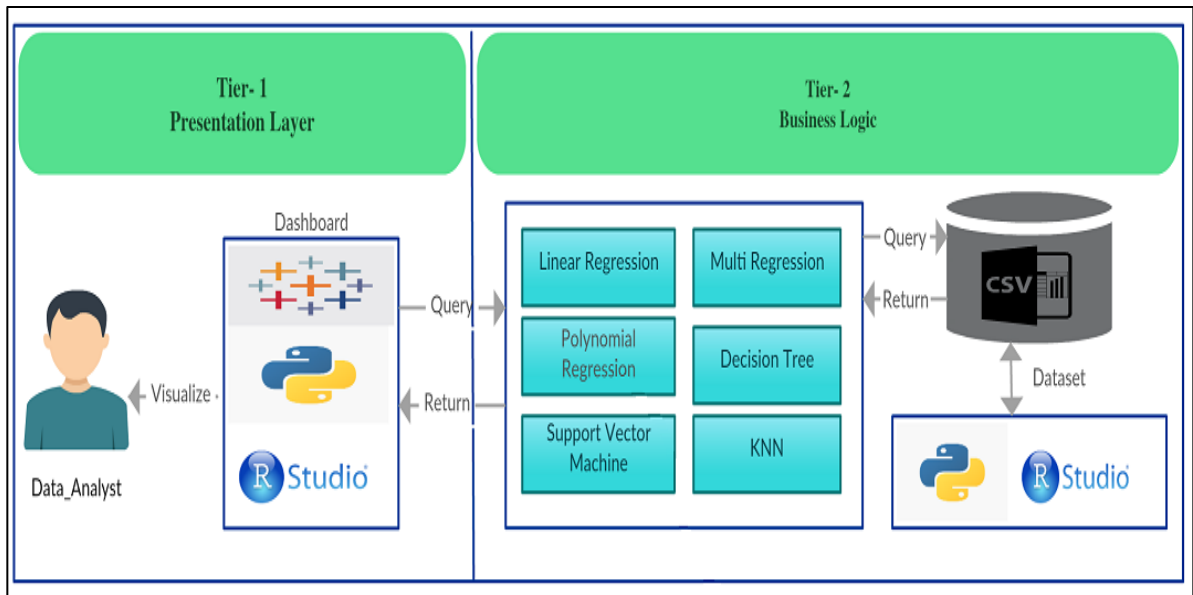 Tier- 1
Presentation Layer
Tier- 2
Business Logic
Dashboard
Query
Return
Visualize
Data_Analyst
R Studio
Linear Regression
Multi Regression
Polynomial
Regression
Decision Tree
Support Vector
Machine
KNN
Query
Return
CSV
Dataset
R Studio